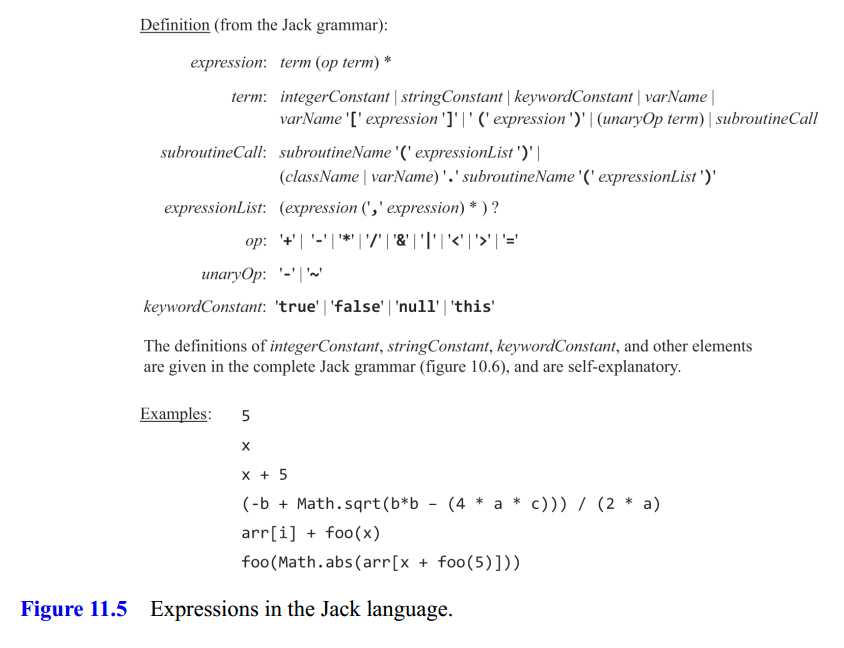 Definition (from the Jack grammar):
expression: term (op term) *
term: integerConstant | stringConstant | keywordConstant | varName |
varName '[' expression ']' | ' (' expression ')' | (unaryOp term) | subroutineCall
subroutineCall: subroutineName '(' expressionList ')' |
(className | varName) '.' subroutineName '(' expressionList ')'
expressionList: (expression (',' expression) * ) ?
op: '+' | '-' | '*' | '/' | '&' | '|' | '<' | '>' | '='
unaryOp: '-' | '~'
keywordConstant: 'true' | 'false' | 'null' | 'this'
The definitions of integerConstant, stringConstant, keywordConstant, and other elements
are given in the complete Jack grammar (figure 10.6), and are self-explanatory.
Examples: 5
x
x + 5
(-b + Math.sqrt(b*b – (4 * a * c))) / (2 * a)
arr[i] + foo(x)
foo(Math.abs(arr[x + foo(5)]))
Figure 11.5 Expressions in the Jack language.